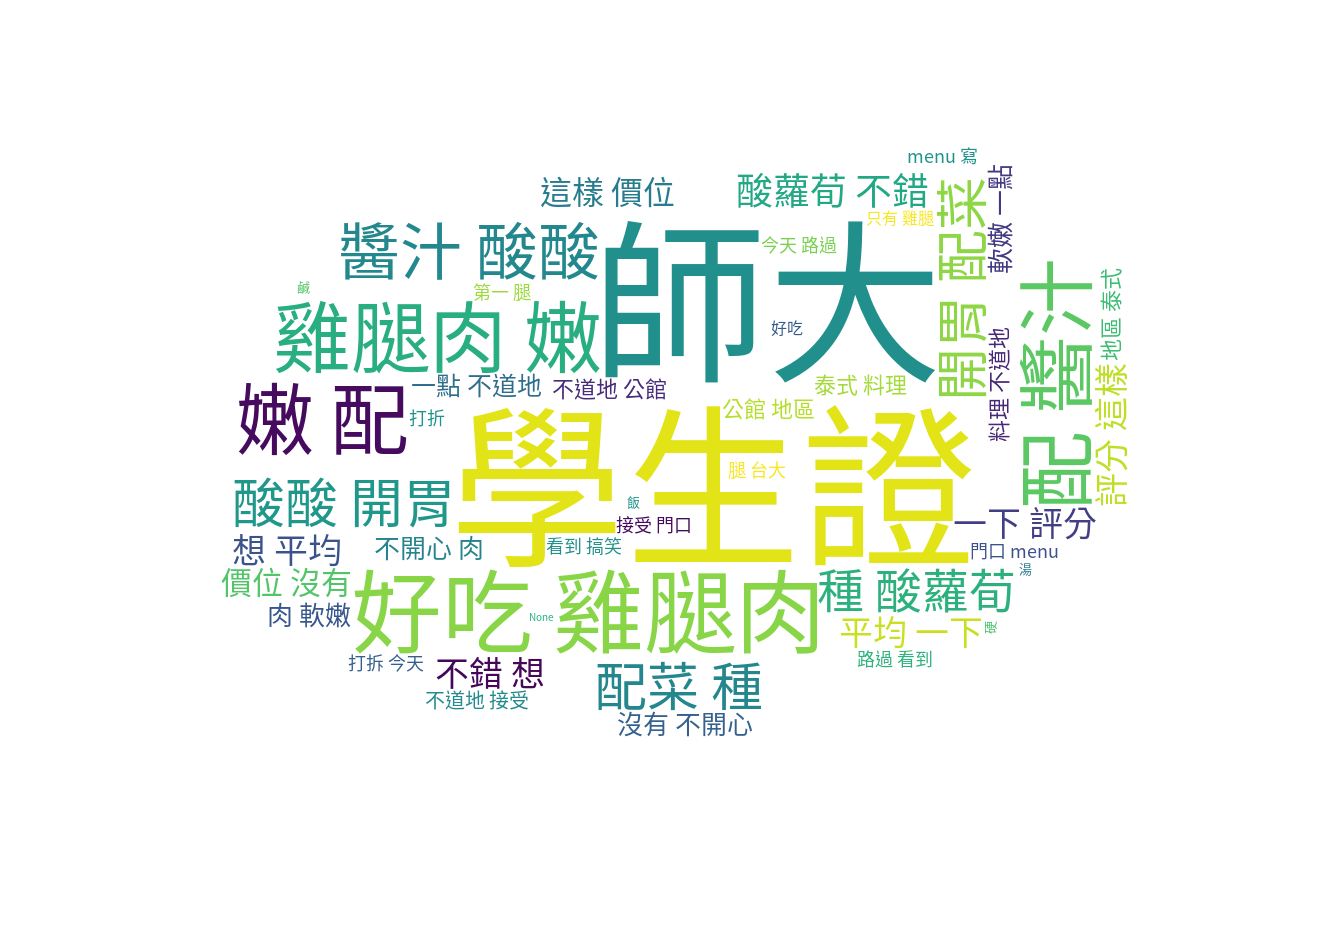 menu 寫
這樣 價位
酸蘿荀 不錯
只有 雞腿
配 菜
軟嫩 一點
醬汁 酸酸
師大
今天 路過
鹹
第一 腿
雞腿肉 嫩
好吃
開胃
料理 不道地
配 醬汁
地區 泰式
評分 這樣
嫩 配
一點 不道地
不道地 公館
泰式 料理
打折
公館 地區
學生證
腿 台大
酸酸 開胃
飯
接受 門口
一下 評分
想 平均
不開心 肉
看到 搞笑
門口 menu
湯
價位 沒有
種 酸蘿荀
肉 軟嫩
好吃 雞腿肉
None
平均 一下
硬
打拆 今天
不錯 想
路過 看到
配菜 種
不道地 接受
沒有 不開心